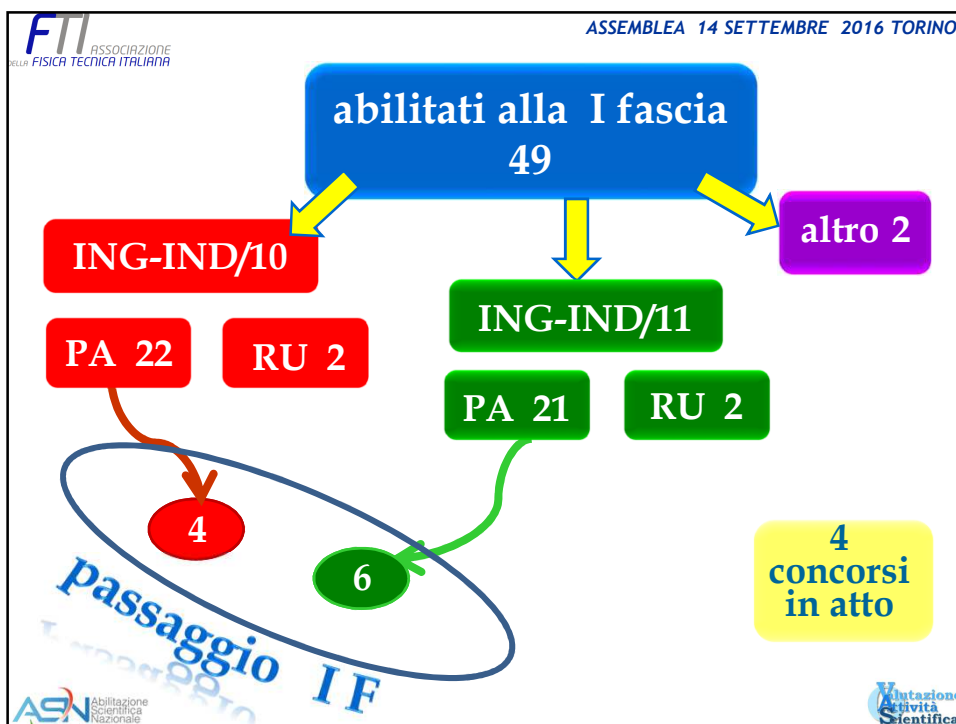 FTI ASSOCIAZIONE
DELLA FISICA TECNICA ITALIANA
ASSEMBLEA 14 SETTEMBRE 2016 TORINO
abilitati alla I fascia
49
altro 2
ING-IND/10
ING-IND/11
PA 22
RU 2
PA 21
RU 2
4
6
4
concorsi
in atto
passaggio I F
ASN Abilitazione
Scientifica
Nazionale
Valutazione
Attività
Scientifica